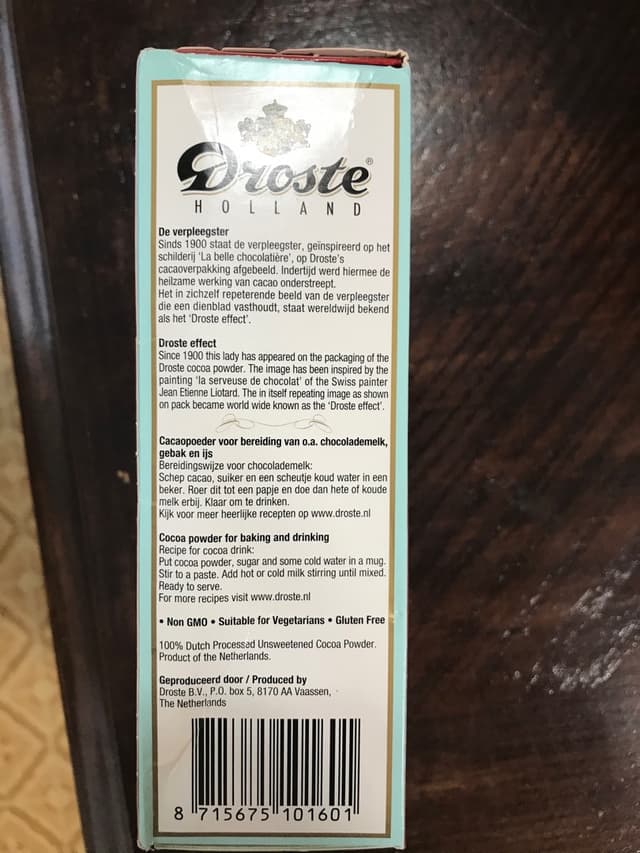 Droste®
HOLLAND
De verpleegster
Sinds 1900 staat de verpleegster, geïnspireerd op het
schilderij 'La belle chocolatière', op Droste's
cacaoverpakking afgebeeld. Indertijd werd hiermee de
heilzame werking van cacao onderstreept.
Het in zichzelf repeterende beeld van de verpleegster
die een dienblad vasthoudt, staat wereldwijd bekend
als het 'Droste effect'.
Droste effect
Since 1900 this lady has appeared on the packaging of the
Droste cocoa powder. The image has been inspired by the
painting 'la serveuse de chocolat' of the Swiss painter
Jean Etienne Liotard. The in itself repeating image as shown
on pack became world wide known as the 'Droste effect'.
Cacaopoeder voor bereiding van o.a. chocolademelk,
gebak en ijs
Bereidingswijze voor chocolademelk:
Schep cacao, suiker en een scheutje koud water in een
beker. Roer dit tot een papje en doe dan hete of koude
melk erbij. Klaar om te drinken.
Kijk voor meer heerlijke recepten op www.droste.nl
Cocoa powder for baking and drinking
Recipe for cocoa drink:
Put cocoa powder, sugar and some cold water in a mug.
Stir to a paste. Add hot or cold milk stirring until mixed.
Ready to serve.
For more recipes visit www.droste.nl
• Non GMO • Suitable for Vegetarians • Gluten Free
100% Dutch Processed Unsweetened Cocoa Powder.
Product of the Netherlands.
Geproduceerd door / Produced by
Droste B.V., P.O. box 5, 8170 AA Vaassen,
The Netherlands
8 715675 101601